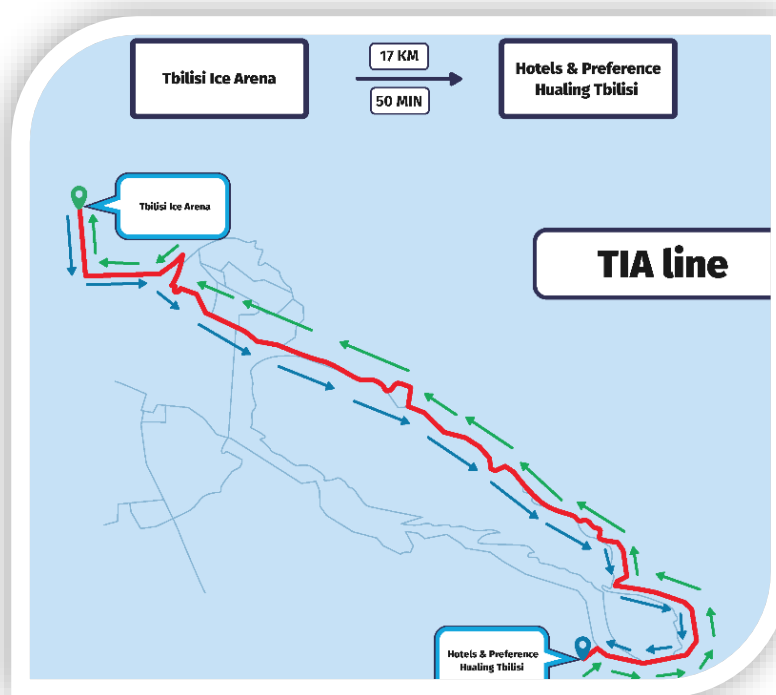 Tbilisi Ice Arena
17 KM
50 MIN
Hotels & Preference
Hualing Tbilisi
Tbilisi Ice Arena
TIA line
Hotels & Preference
Hualing Tbilisi